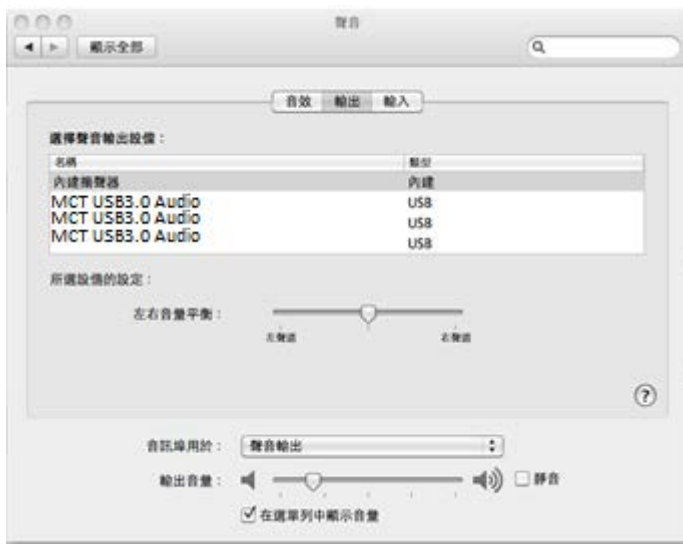 聲音
顯示全部
音效 輸出 輸入
選擇聲音輸出設備：
名稱 類型
內建揚聲器 內建
MCT USB3.0 Audio USB
MCT USB3.0 Audio USB
MCT USB3.0 Audio USB
所選設備的設定：
左右音量平衡：
左聲道 右聲道
?
音訊埠用於： 聲音輸出
輸出音量： 靜音
在選單列中顯示音量